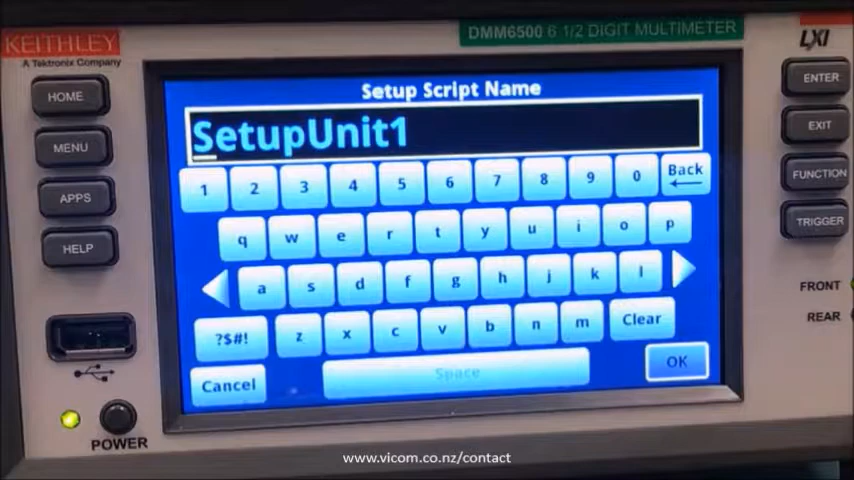 KEITHLEY
A Tektronix Company
DMM6500 6 1/2 DIGIT MULTIMETER
LXI
HOME
MENU
APPS
HELP
Setup Script Name
SetupUnit1
1 2 3 4 5 6 7 8 9 0 Back
q w e r t y u i o p
a s d f g h j k l
?$#! z x c v b n m Clear
Cancel Space OK
ENTER
EXIT
FUNCTION
TRIGGER
FRONT
REAR
POWER
www.vicom.co.nz/contact